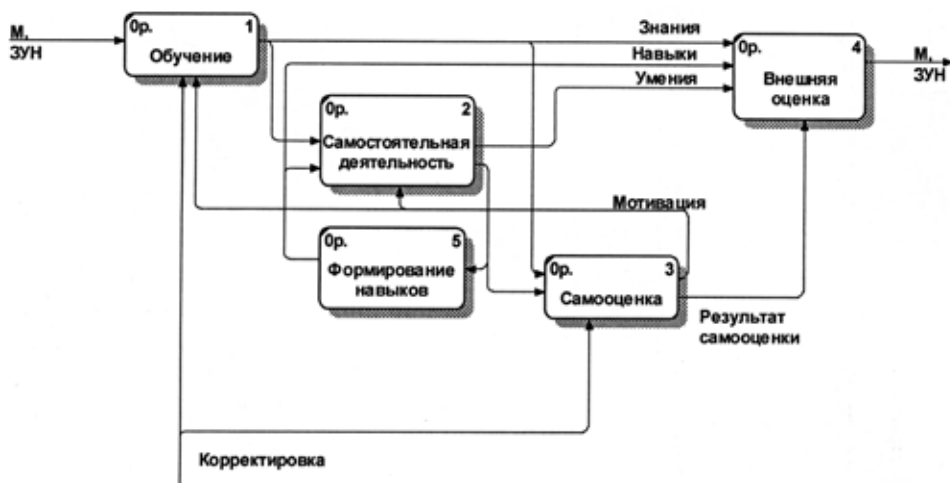 М,
ЗУН
0р.
1
Обучение
Знания
Навыки
Умения
0р.
4
Внешняя
оценка
М,
ЗУН
0р.
2
Самостоятельная
деятельность
Мотивация
0р.
5
Формирование
навыков
0р.
3
Самооценка
Результат
самооценки
Корректировка